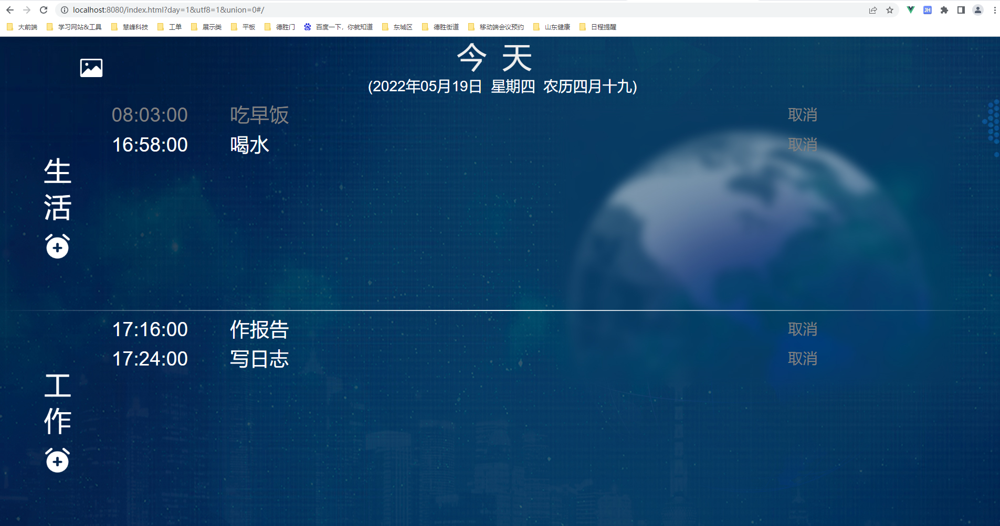 localhost:8080/index.html?day=1&utf8=1&union=0#/
JH
大前端 学习网站&工具 慧峰科技 工单 展示类 平板 德胜门 百度一下，你就知道 东城区 德胜街道 移动端会议预约 山东健康 日程提醒
今 天
(2022年05月19日 星期四 农历四月十九)
08:03:00 吃早饭 取消
16:58:00 喝水 取消
生
活
17:16:00 作报告 取消
17:24:00 写日志 取消
工
作